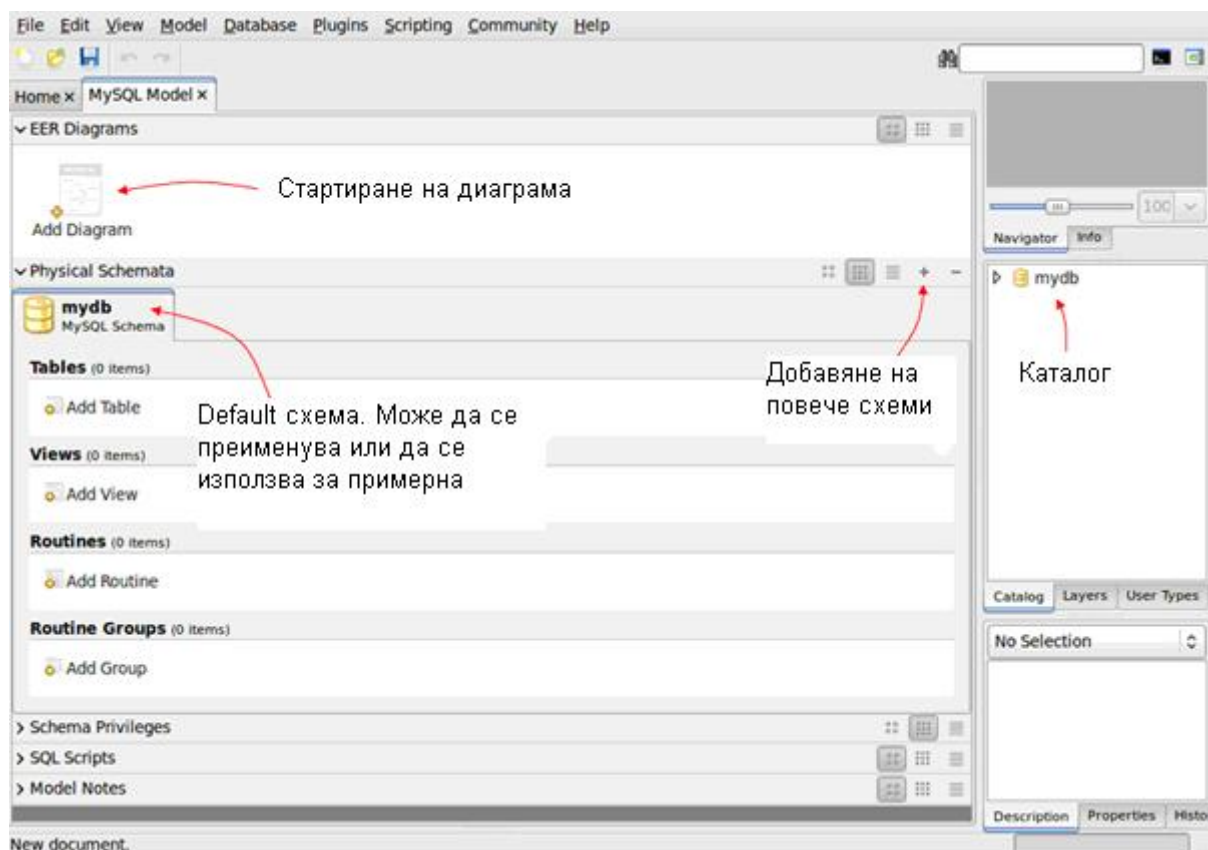 File Edit View Model Database Plugins Scripting Community Help
Home x MySQL Model x
EER Diagrams
Стартиране на диаграма
Add Diagram
Physical Schemata
mydb
MySQL Schema
Tables (0 items)
Add Table
Default схема. Може да се
преименува или да се
използва за примерна
Views (0 items)
Add View
Routines (0 items)
Add Routine
Routine Groups (0 items)
Add Group
Добавяне на
повече схеми
Schema Privileges
SQL Scripts
Model Notes
100
Navigator Info
mydb
Каталог
Catalog Layers User Types
No Selection
Description Properties Histo
New document.